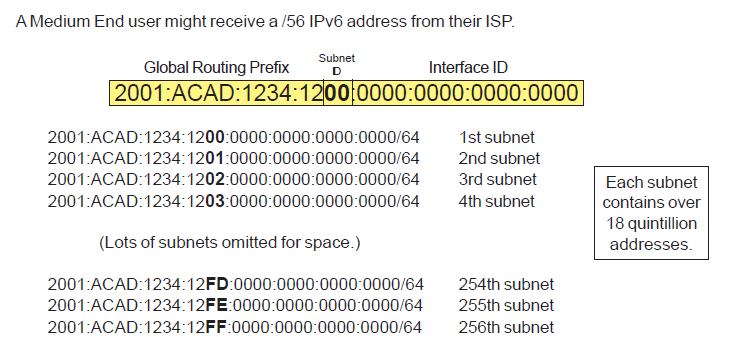 A Medium End user might receive a /56 IPv6 address from their ISP.
Global Routing Prefix
Subnet
D
Interface ID
2001:ACAD:1234:1200:0000:0000:0000:0000
2001:ACAD:1234:1200:0000:0000:0000:0000/64 1st subnet
2001:ACAD:1234:1201:0000:0000:0000:0000/64 2nd subnet
2001:ACAD:1234:1202:0000:0000:0000:0000/64 3rd subnet
2001:ACAD:1234:1203:0000:0000:0000:0000/64 4th subnet
Each subnet
contains over
18 quintillion
addresses.
(Lots of subnets omitted for space.)
2001:ACAD:1234:12FD:0000:0000:0000:0000/64 254th subnet
2001:ACAD:1234:12FE:0000:0000:0000:0000/64 255th subnet
2001:ACAD:1234:12FF:0000:0000:0000:0000/64 256th subnet